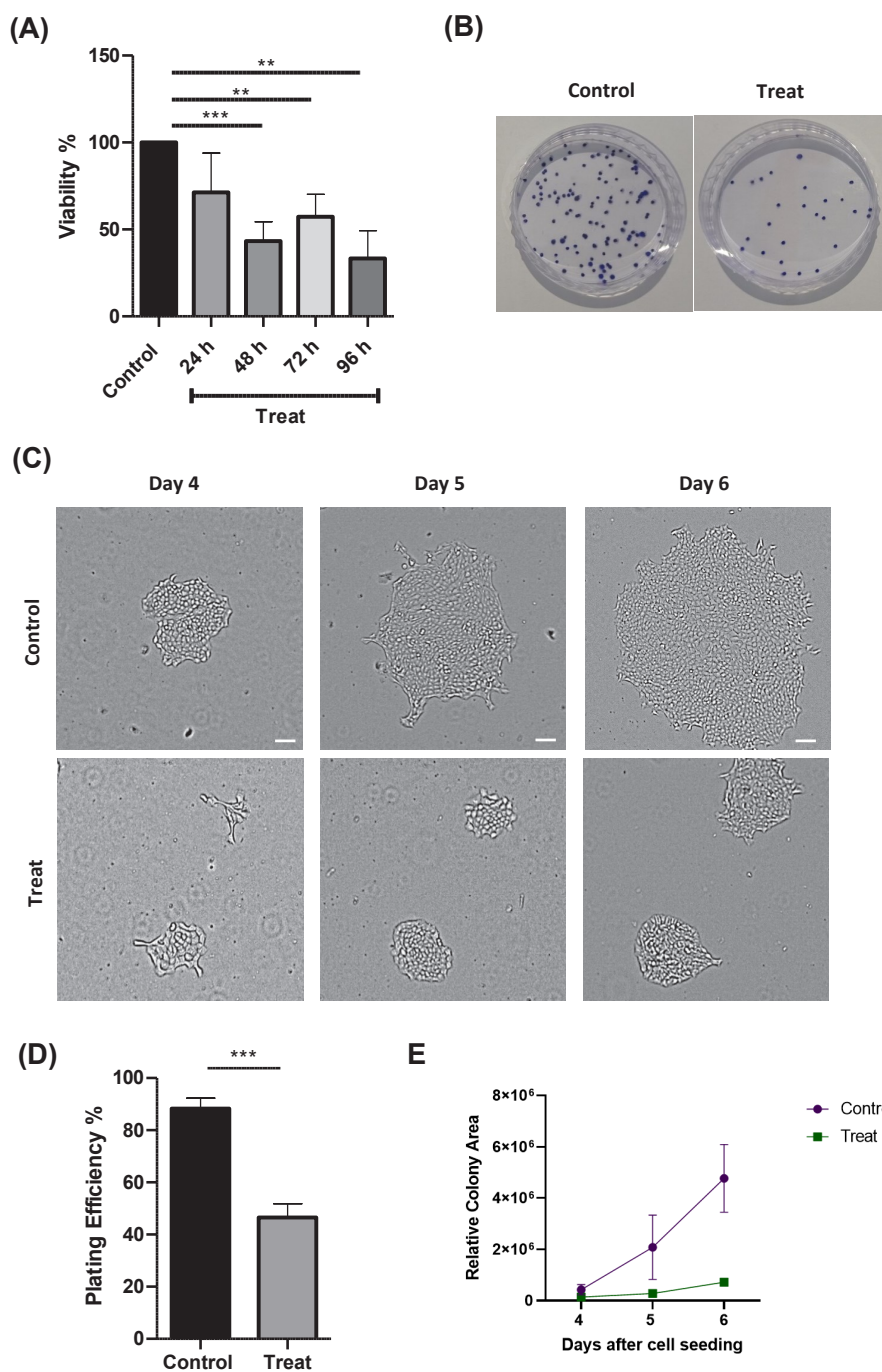 (A)
150
100
50
0
Viability %
**
**
***
Control
24 h
48 h
72 h
96 h
Treat
(B)
Control
Treat
(C)
Day 4
Day 5
Day 6
Control
Treat
(D)
***
100
80
60
40
20
0
Plating Efficiency %
Control
Treat
E
8×10⁶
6×10⁶
4×10⁶
2×10⁶
0
Relative Colony Area
4
5
6
Days after cell seeding
Contr
Treat